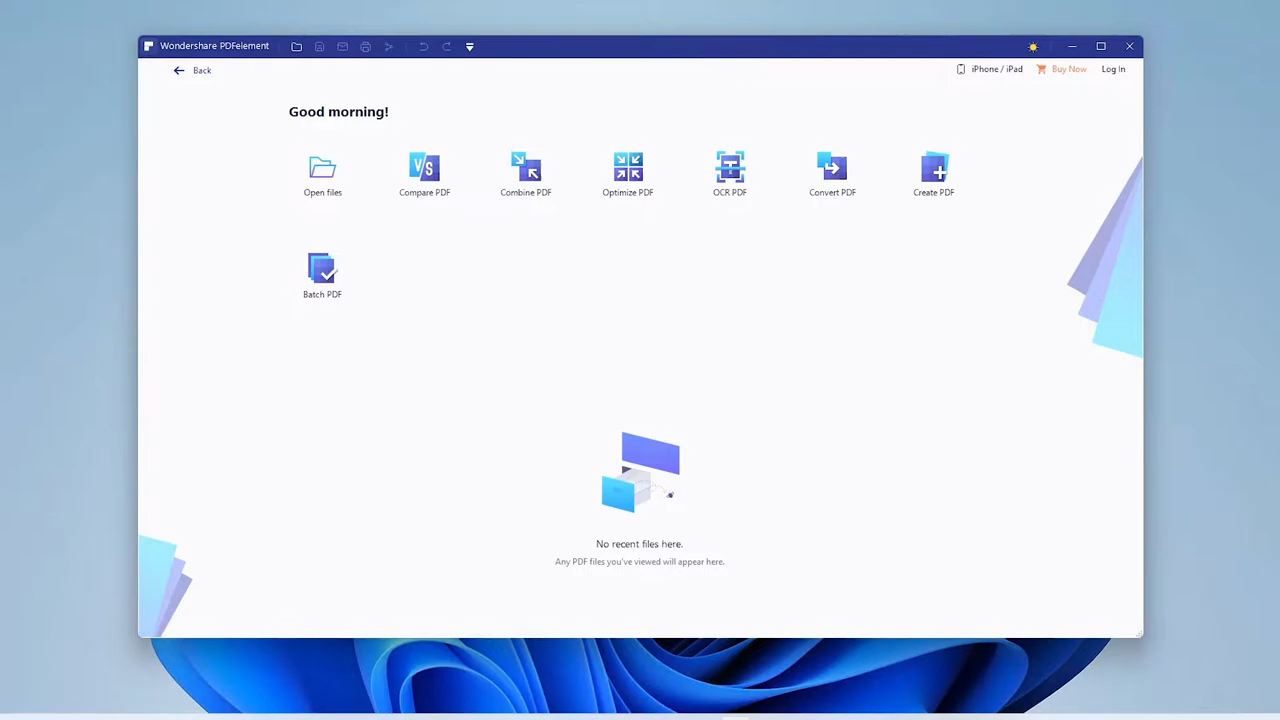 Wondershare PDFelement
Back
iPhone / iPad
Buy Now
Log In
Good morning!
Open files
Compare PDF
Combine PDF
Optimize PDF
OCR PDF
Convert PDF
Create PDF
Batch PDF
No recent files here.
Any PDF files you've viewed will appear here.